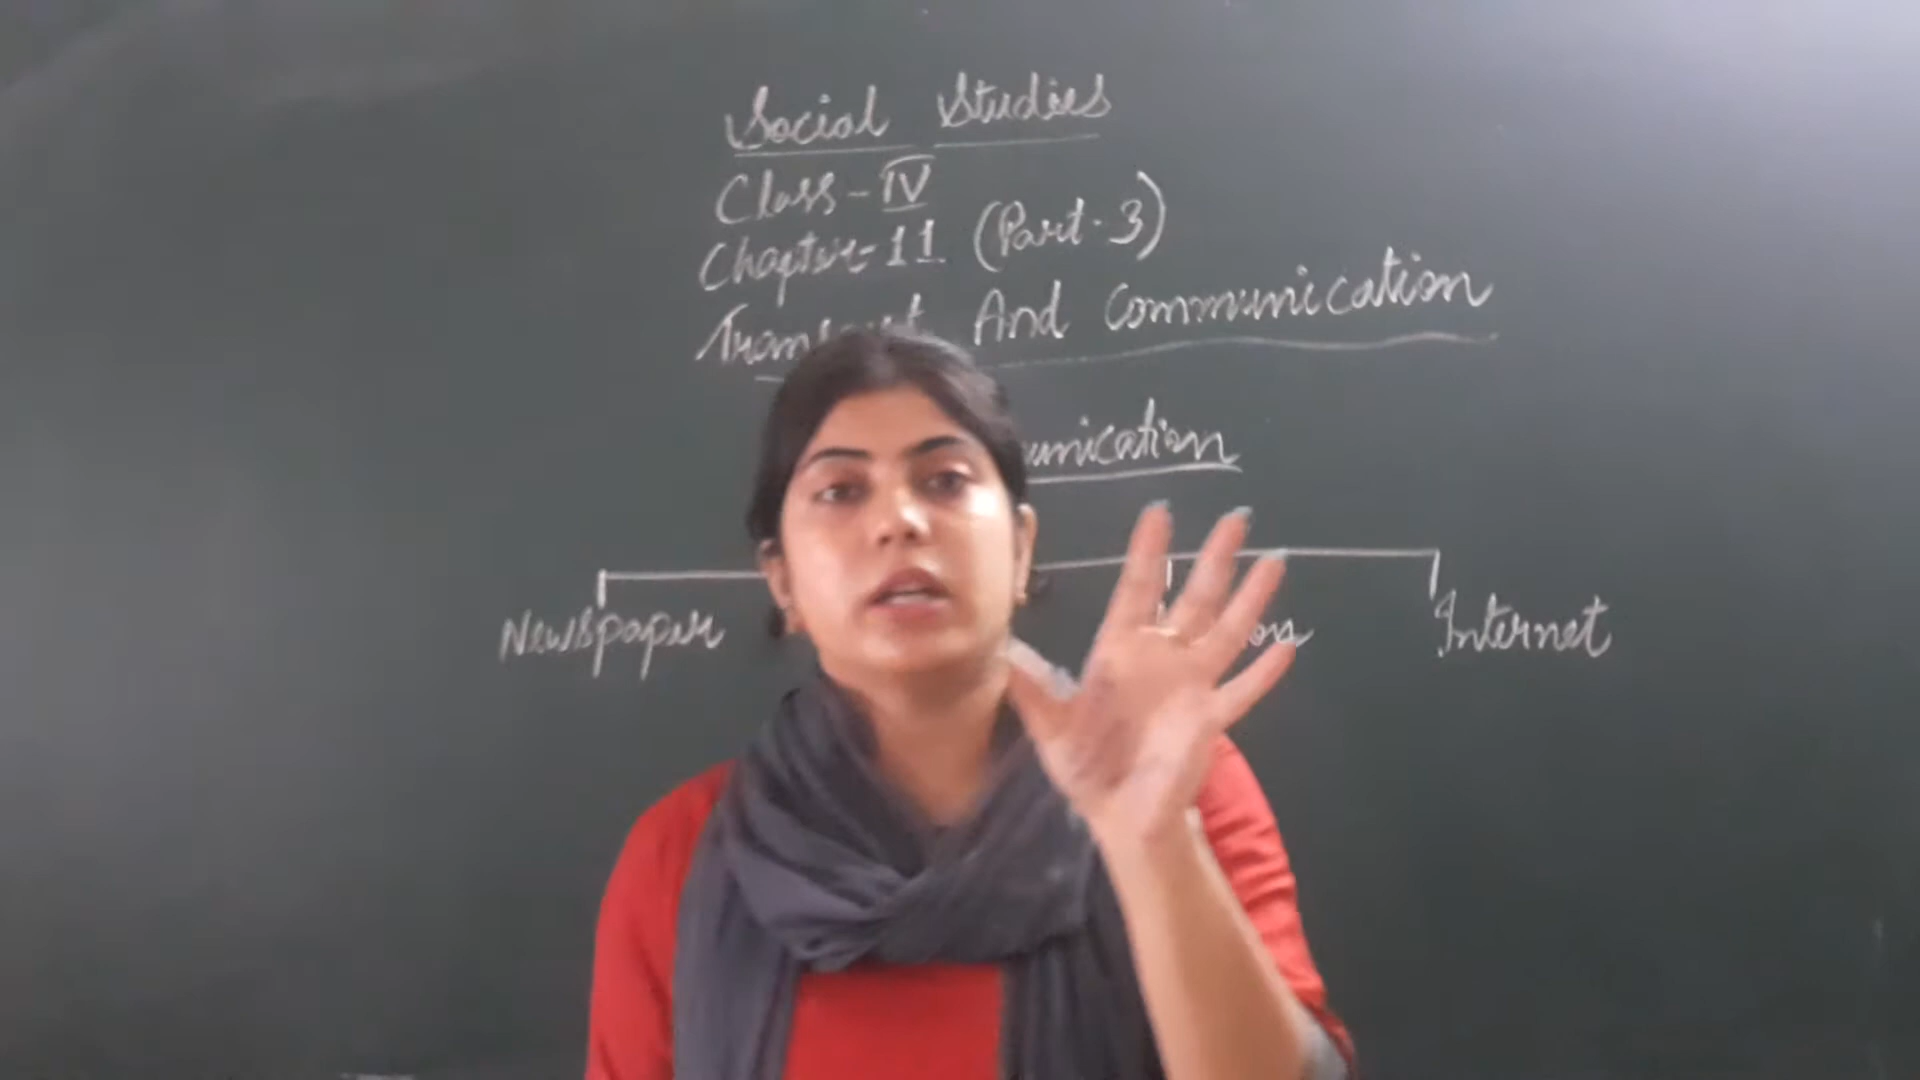 Social Studies
Class - IV
Chapter - 11 (Part - 3)
And Communication
Newspaper Internet